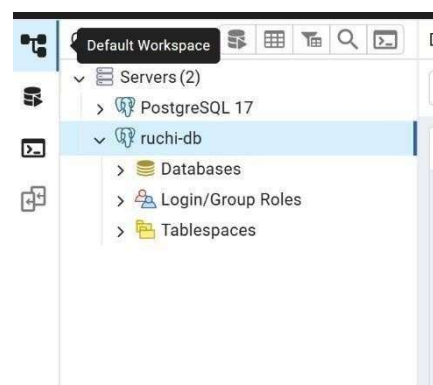 Default Workspace
Servers (2)
PostgreSQL 17
ruchi-db
Databases
Login/Group Roles
Tablespaces